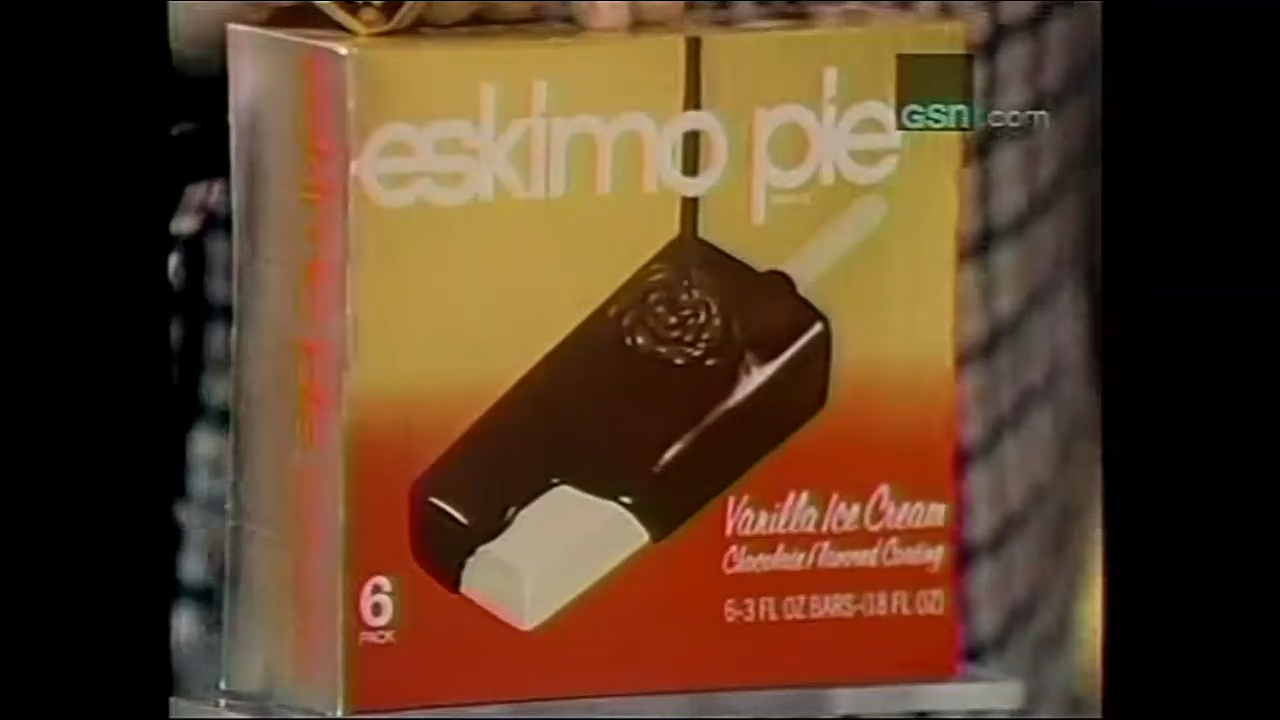 eskimo pie
GSN.com
Vanilla Ice Cream
Chocolate Flavored Coating
6-3 FL OZ BARS-(18 FL OZ)
6
PACK